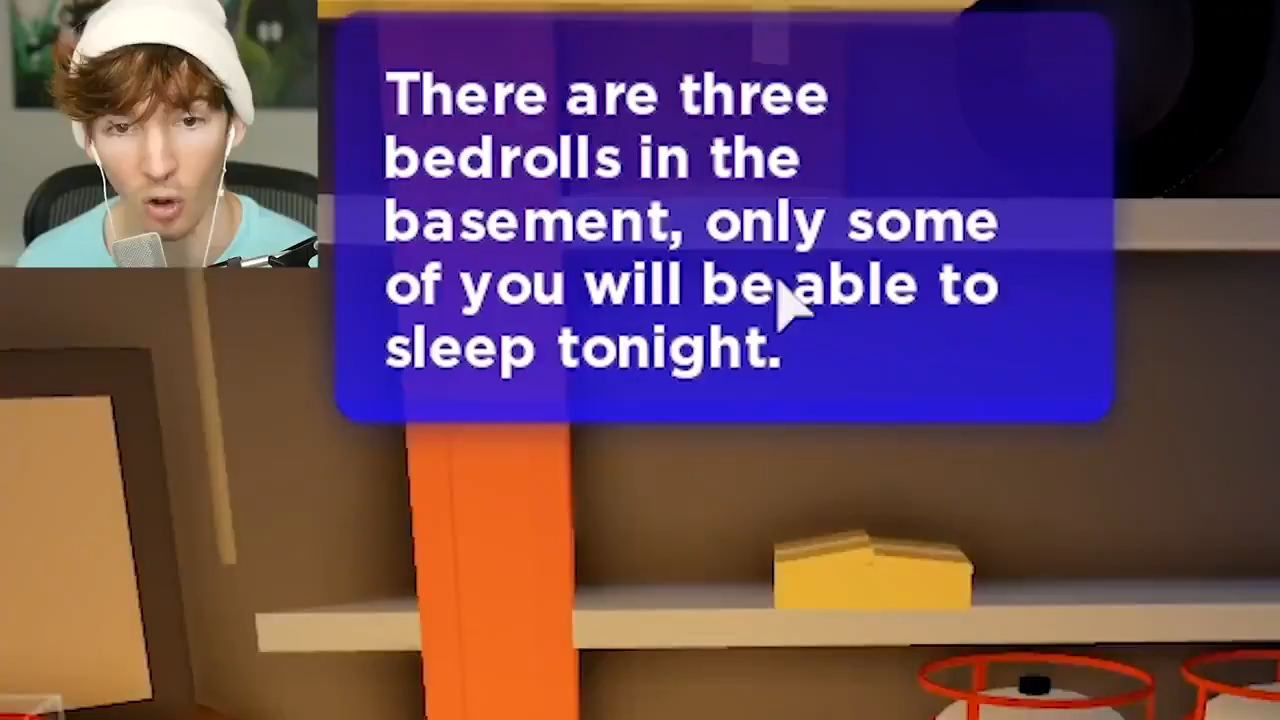 There are three
bedrolls in the
basement, only some
of you will be able to
sleep tonight.